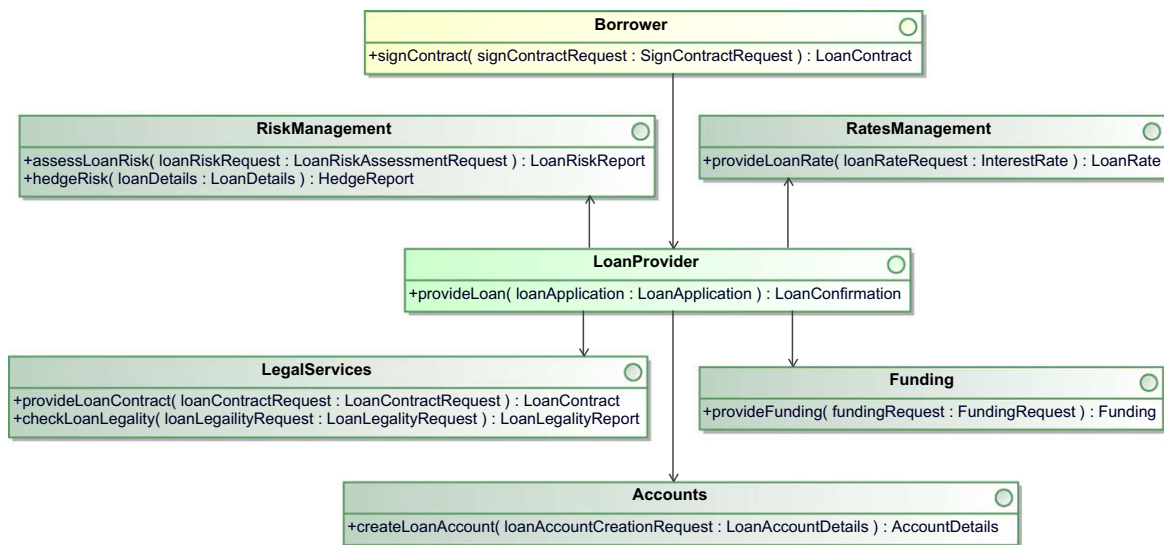 Borrower
+signContract( signContractRequest : SignContractRequest ) : LoanContract
RiskManagement
+assessLoanRisk( loanRiskRequest : LoanRiskAssessmentRequest ) : LoanRiskReport
+hedgeRisk( loanDetails : LoanDetails ) : HedgeReport
RatesManagement
+provideLoanRate( loanRateRequest : InterestRate ) : LoanRate
LoanProvider
+provideLoan( loanApplication : LoanApplication ) : LoanConfirmation
LegalServices
+provideLoanContract( loanContractRequest : LoanContractRequest ) : LoanContract
+checkLoanLegality( loanLegailityRequest : LoanLegalityRequest ) : LoanLegalityReport
Funding
+provideFunding( fundingRequest : FundingRequest ) : Funding
Accounts
+createLoanAccount( loanAccountCreationRequest : LoanAccountDetails ) : AccountDetails